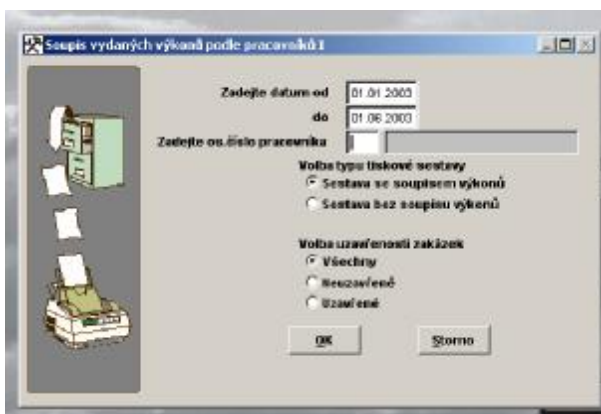 Soupis vydaných výkonů podle pracovníků I
Zadejte datum od 01.01.2003
do 01.06.2003
Zadejte os.číslo pracovníka
Volba typu tiskové sestavy
Sestava se soupisem výkonů
Sestava bez soupisu výkonů
Volba uzavřenosti zakázek
Všechny
Neuzavřené
Uzavřené
OK Storno